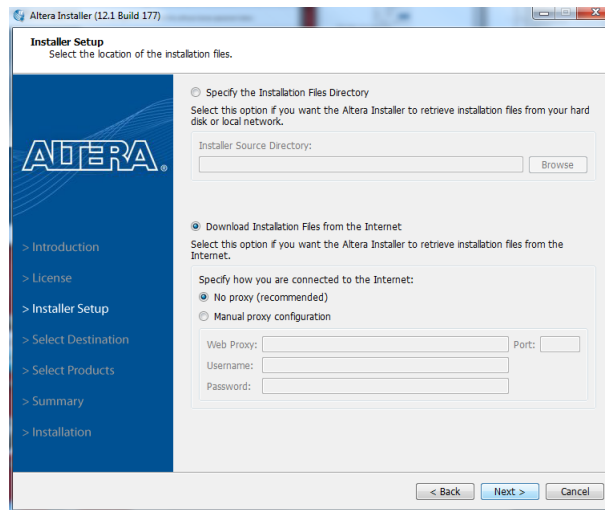 Altera Installer (12.1 Build 177)
Installer Setup
Select the location of the installation files.
Specify the Installation Files Directory
Select this option if you want the Altera Installer to retrieve installation files from your hard
disk or local network.
Installer Source Directory:
Browse
ALTERA®
Download Installation Files from the Internet
Select this option if you want the Altera Installer to retrieve installation files from the
Internet.
> Introduction
> License
> Installer Setup
> Select Destination
> Select Products
> Summary
> Installation
Specify how you are connected to the Internet:
No proxy (recommended)
Manual proxy configuration
Web Proxy: Port:
Username:
Password:
< Back Next > Cancel